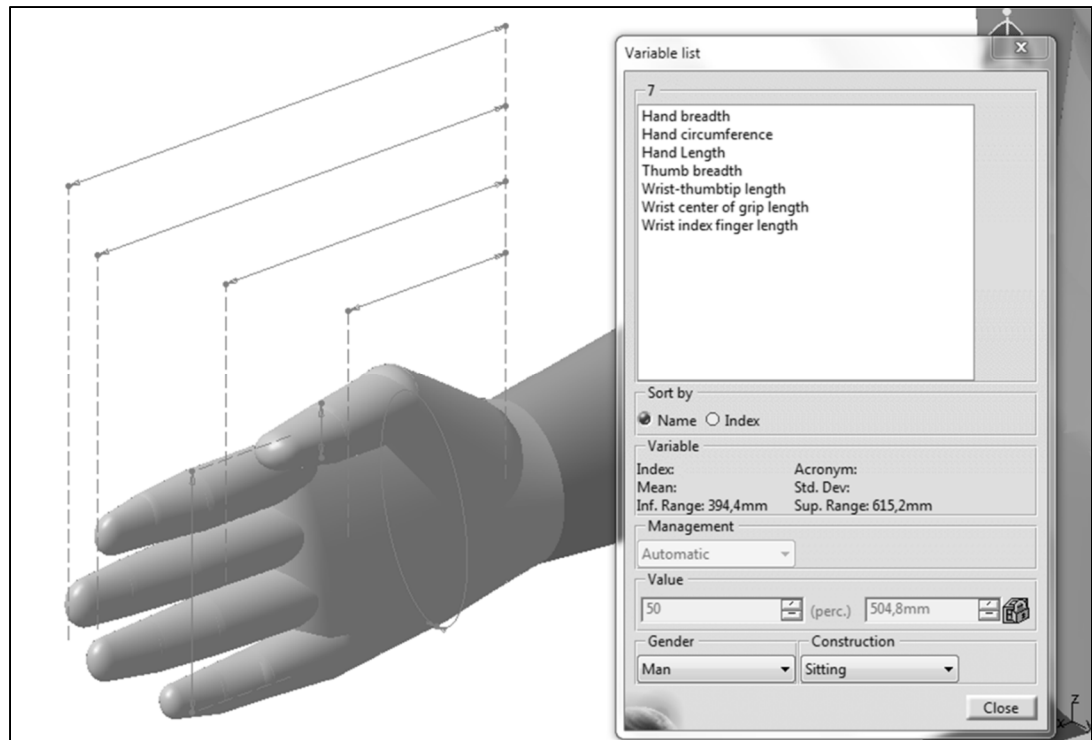 Variable list
7
Hand breadth
Hand circumference
Hand Length
Thumb breadth
Wrist-thumbtip length
Wrist center of grip length
Wrist index finger length
Sort by
Name Index
Variable
Index: Acronym:
Mean: Std. Dev:
Inf. Range: 394,4mm Sup. Range: 615,2mm
Management
Automatic
Value
50 (perc.) 504,8mm
Gender Construction
Man Sitting
Close
z
x